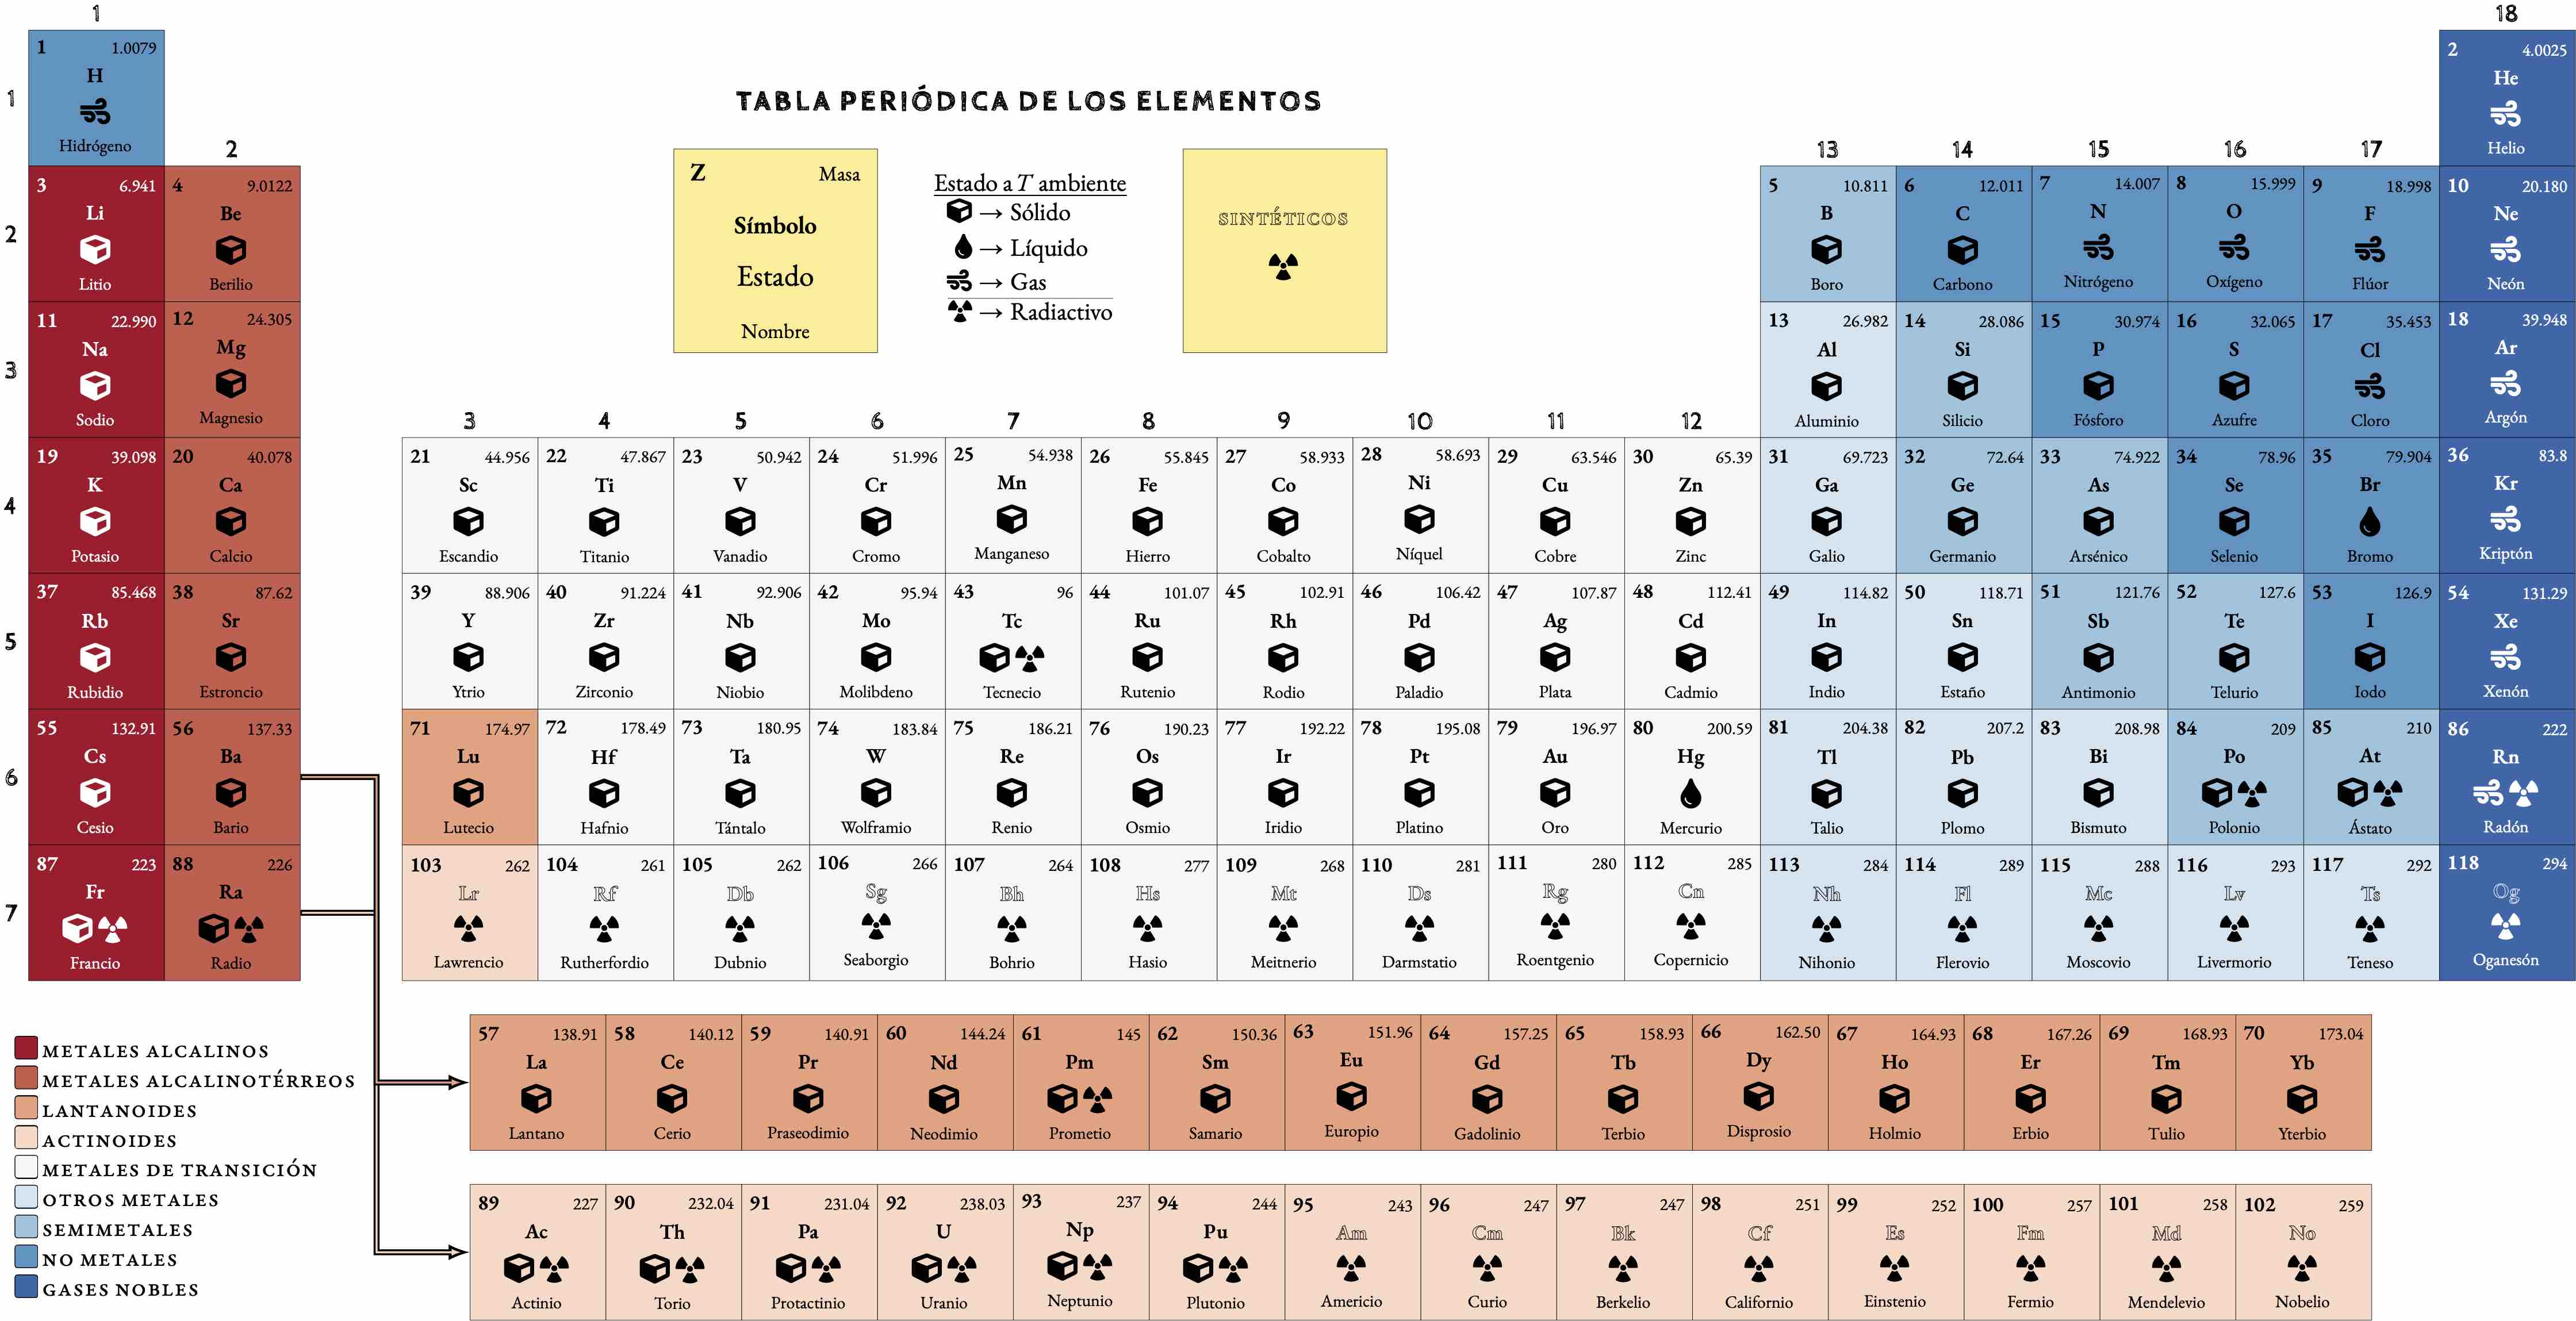 1
18
1 1.0079
H
Hidrógeno
2 4.0025
He
Helio
1
TABLA PERIÓDICA DE LOS ELEMENTOS
2
13 14 15 16 17
Z Masa
Símbolo
Estado
Nombre
Estado a T ambiente
→ Sólido
→ Líquido
→ Gas
→ Radiactivo
SINTÉTICOS
3 6.941 4 9.0122 5 10.811 6 12.011 7 14.007 8 15.999 9 18.998 10 20.180
Li Be B C N O F Ne
2
Litio Berilio Boro Carbono Nitrógeno Oxígeno Flúor Neón
11 22.990 12 24.305 13 26.982 14 28.086 15 30.974 16 32.065 17 35.453 18 39.948
Na Mg Al Si P S Cl Ar
3
Sodio Magnesio Aluminio Silicio Fósforo Azufre Cloro Argón
3 4 5 6 7 8 9 10 11 12
19 39.098 20 40.078 21 44.956 22 47.867 23 50.942 24 51.996 25 54.938 26 55.845 27 58.933 28 58.693 29 63.546 30 65.39 31 69.723 32 72.64 33 74.922 34 78.96 35 79.904 36 83.8
K Ca Sc Ti V Cr Mn Fe Co Ni Cu Zn Ga Ge As Se Br Kr
4
Potasio Calcio Escandio Titanio Vanadio Cromo Manganeso Hierro Cobalto Níquel Cobre Zinc Galio Germanio Arsénico Selenio Bromo Kriptón
37 85.468 38 87.62 39 88.906 40 91.224 41 92.906 42 95.94 43 96 44 101.07 45 102.91 46 106.42 47 107.87 48 112.41 49 114.82 50 118.71 51 121.76 52 127.6 53 126.9 54 131.29
Rb Sr Y Zr Nb Mo Tc Ru Rh Pd Ag Cd In Sn Sb Te I Xe
5
Rubidio Estroncio Ytrio Zirconio Niobio Molibdeno Tecnecio Rutenio Rodio Paladio Plata Cadmio Indio Estaño Antimonio Telurio Iodo Xenón
55 132.91 56 137.33 71 174.97 72 178.49 73 180.95 74 183.84 75 186.21 76 190.23 77 192.22 78 195.08 79 196.97 80 200.59 81 204.38 82 207.2 83 208.98 84 209 85 210 86 222
Cs Ba Lu Hf Ta W Re Os Ir Pt Au Hg Tl Pb Bi Po At Rn
6
Cesio Bario Lutecio Hafnio Tántalo Wolframio Renio Osmio Iridio Platino Oro Mercurio Talio Plomo Bismuto Polonio Ástato Radón
87 223 88 226 103 262 104 261 105 262 106 266 107 264 108 277 109 268 110 281 111 280 112 285 113 284 114 289 115 288 116 293 117 292 118 294
Fr Ra Lr Rf Db Sg Bh Hs Mt Ds Rg Cn Nh Fl Mc Lv Ts Og
7
Francio Radio Lawrencio Rutherfordio Dubnio Seaborgio Bohrio Hasio Meitnerio Darmstatio Roentgenio Copernicio Nihonio Flerovio Moscovio Livermorio Teneso Oganesón
57 138.91 58 140.12 59 140.91 60 144.24 61 145 62 150.36 63 151.96 64 157.25 65 158.93 66 162.50 67 164.93 68 167.26 69 168.93 70 173.04
La Ce Pr Nd Pm Sm Eu Gd Tb Dy Ho Er Tm Yb
Lantano Cerio Praseodimio Neodimio Prometio Samario Europio Gadolinio Terbio Disprosio Holmio Erbio Tulio Yterbio
89 227 90 232.04 91 231.04 92 238.03 93 237 94 244 95 243 96 247 97 247 98 251 99 252 100 257 101 258 102 259
Ac Th Pa U Np Pu Am Cm Bk Cf Es Fm Md No
Actinio Torio Protactinio Uranio Neptunio Plutonio Americio Curio Berkelio Californio Einstenio Fermio Mendelevio Nobelio
METALES ALCALINOS
METALES ALCALINOTÉRREOS
LANTANOIDES
ACTINOIDES
METALES DE TRANSICIÓN
OTROS METALES
SEMIMETALES
NO METALES
GASES NOBLES